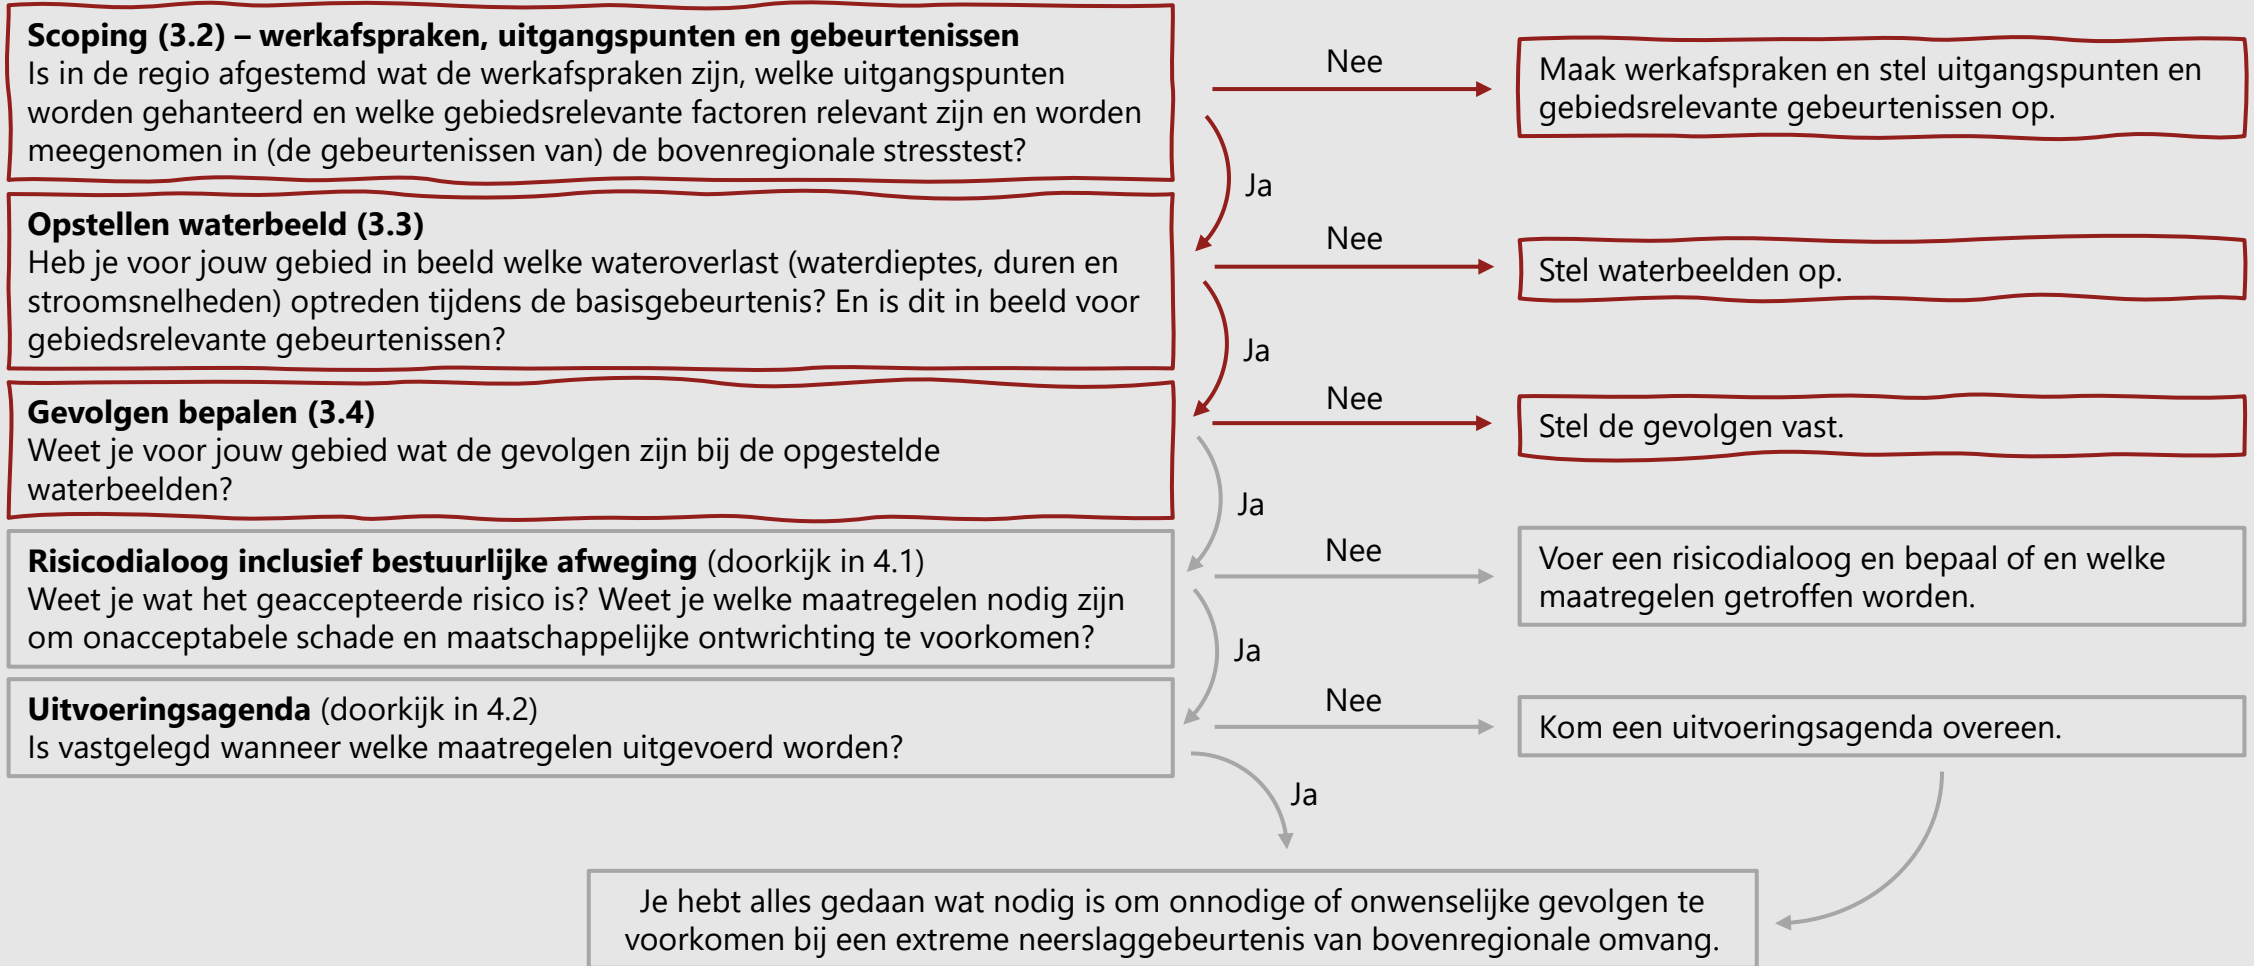 Scoping (3.2) – werkafspraken, uitgangspunten en gebeurtenissen
Is in de regio afgestemd wat de werkafspraken zijn, welke uitgangspunten
worden gehanteerd en welke gebiedsrelevante factoren relevant zijn en worden
meegenomen in (de gebeurtenissen van) de bovenregionale stresstest?
Nee
Maak werkafspraken en stel uitgangspunten en
gebiedsrelevante gebeurtenissen op.
Ja
Opstellen waterbeeld (3.3)
Heb je voor jouw gebied in beeld welke wateroverlast (waterdieptes, duren en
stroomsnelheden) optreden tijdens de basisgebeurtenis? En is dit in beeld voor
gebiedsrelevante gebeurtenissen?
Nee
Stel waterbeelden op.
Ja
Gevolgen bepalen (3.4)
Weet je voor jouw gebied wat de gevolgen zijn bij de opgestelde
waterbeelden?
Nee
Stel de gevolgen vast.
Ja
Risicodialoog inclusief bestuurlijke afweging (doorkijk in 4.1)
Weet je wat het geaccepteerde risico is? Weet je welke maatregelen nodig zijn
om onacceptabele schade en maatschappelijke ontwrichting te voorkomen?
Nee
Voer een risicodialoog en bepaal of en welke
maatregelen getroffen worden.
Ja
Uitvoeringsagenda (doorkijk in 4.2)
Is vastgelegd wanneer welke maatregelen uitgevoerd worden?
Nee
Kom een uitvoeringsagenda overeen.
Ja
Je hebt alles gedaan wat nodig is om onnodige of onwenselijke gevolgen te
voorkomen bij een extreme neerslaggebeurtenis van bovenregionale omvang.